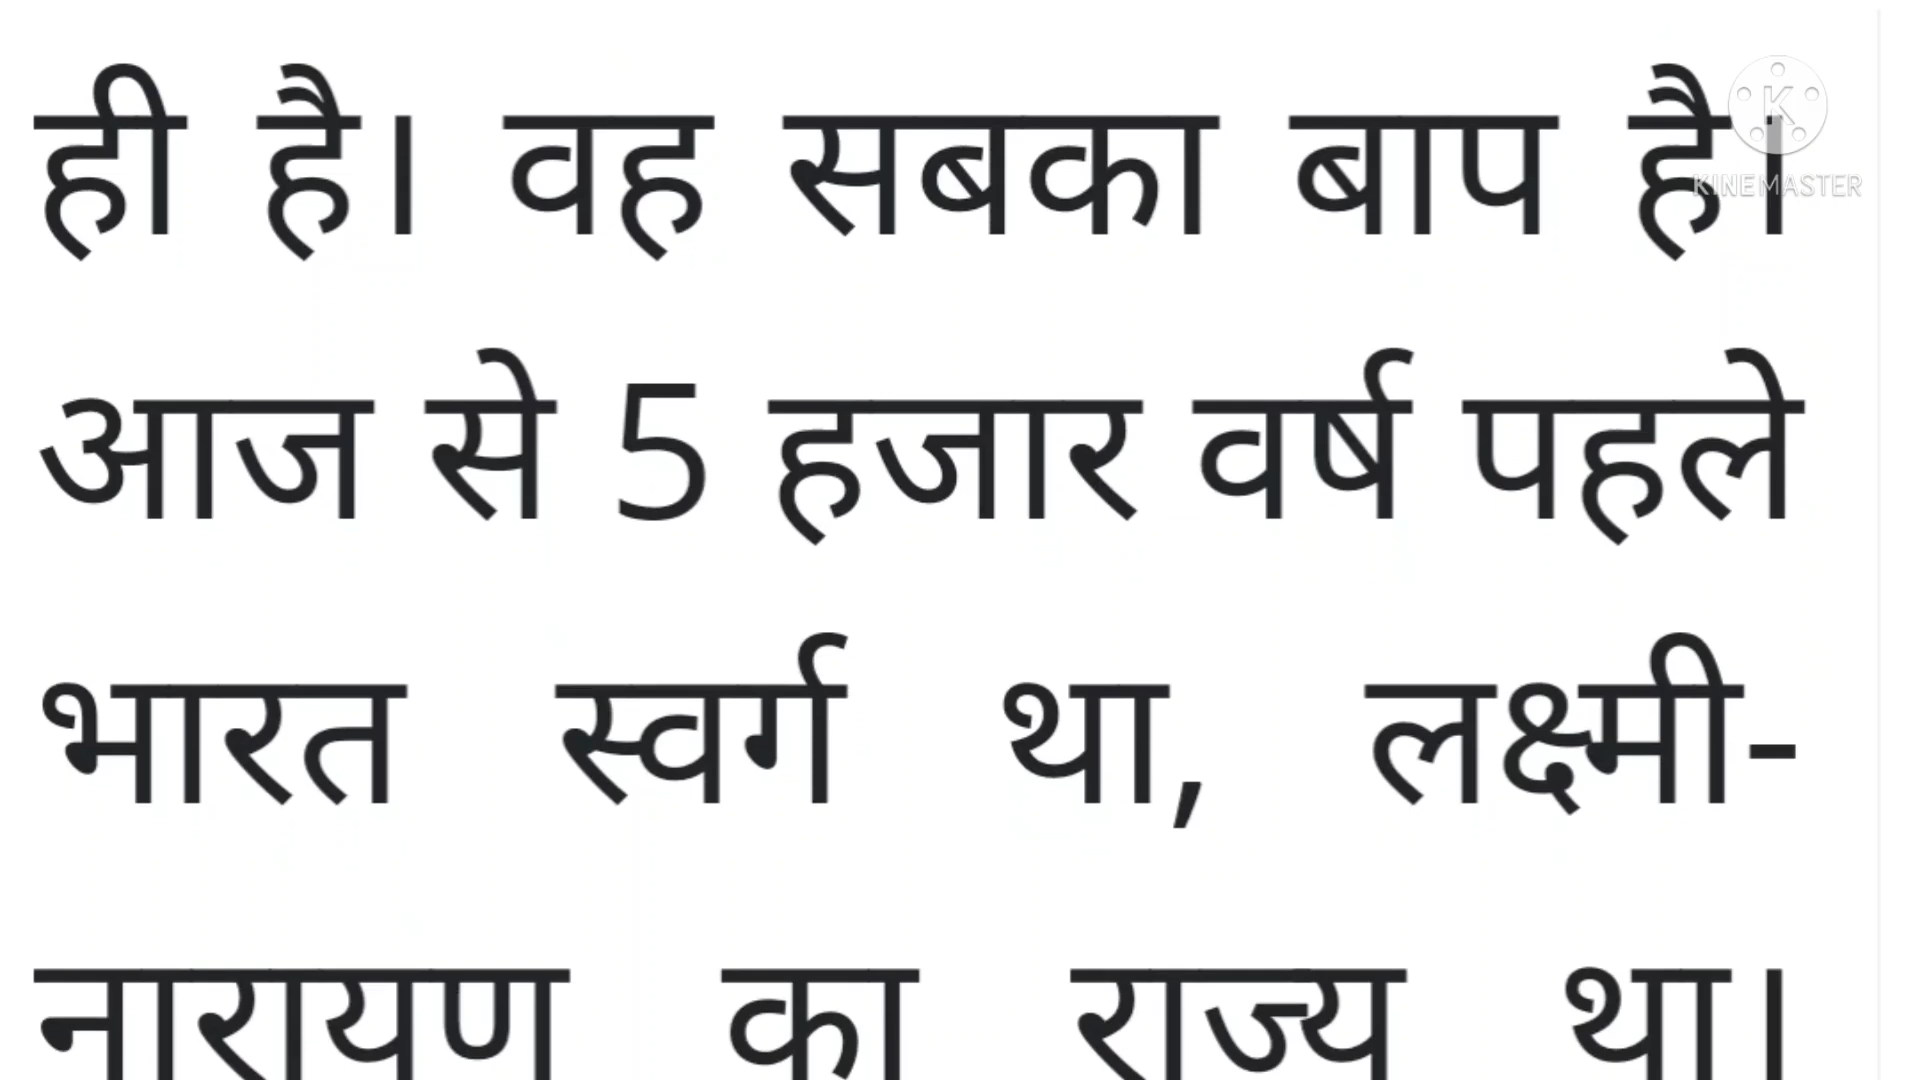 ही है। वह सबका बाप है।
KINEMASTER
आज से 5 हजार वर्ष पहले
भारत स्वर्ग था, लक्ष्मी-
नारायण का राज्य था।